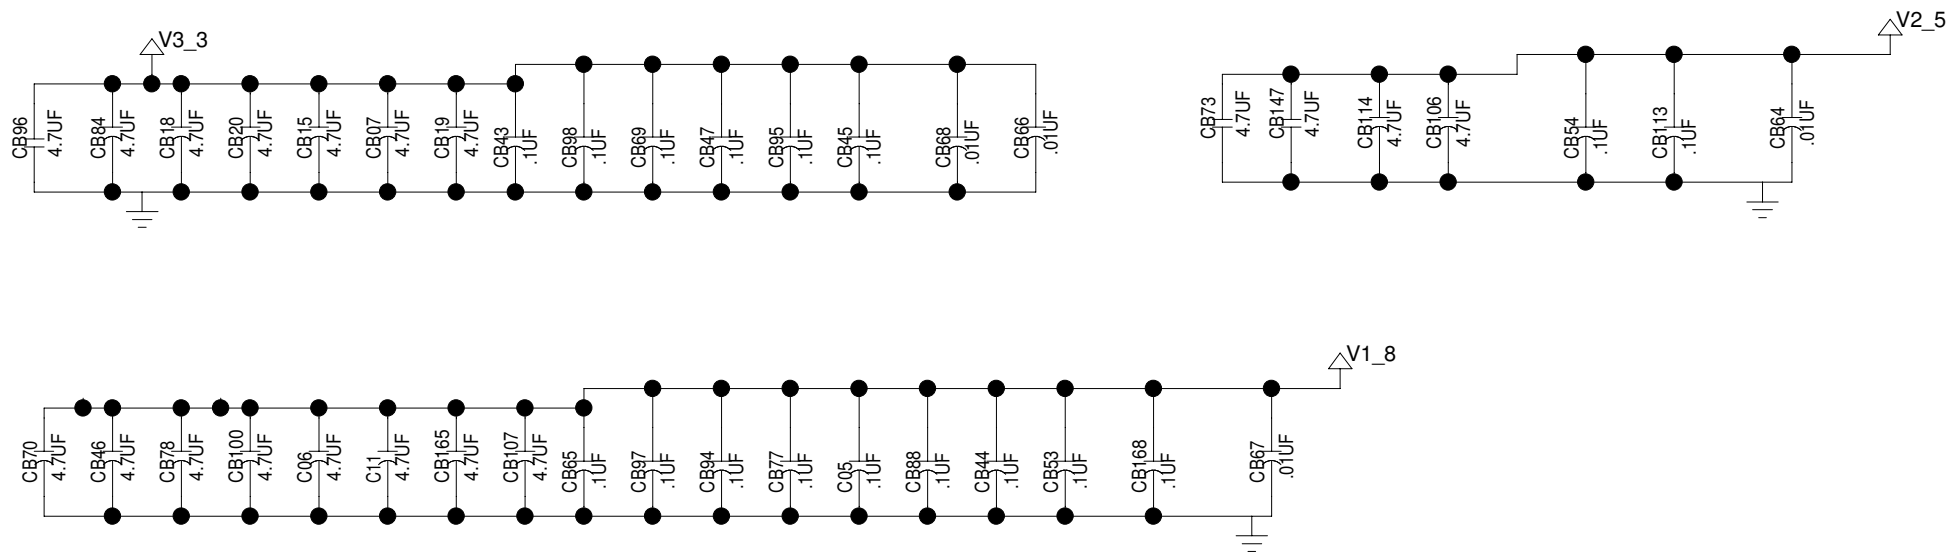 V3_3
CB96
4.7UF
CB84
4.7UF
CB18
4.7UF
CB20
4.7UF
CB15
4.7UF
CB07
4.7UF
CB19
4.7UF
CB43
.1UF
CB98
.1UF
CB69
.1UF
CB47
.1UF
CB95
.1UF
CB45
.1UF
CB68
.01UF
CB66
.01UF
V2_5
CB73
4.7UF
CB147
4.7UF
CB114
4.7UF
CB106
4.7UF
CB54
.1UF
CB113
.1UF
CB64
.01UF
V1_8
CB70
4.7UF
CB46
4.7UF
CB78
4.7UF
CB100
4.7UF
C06
4.7UF
C11
4.7UF
CB165
4.7UF
CB107
4.7UF
CB65
.1UF
CB97
.1UF
CB94
.1UF
CB77
.1UF
C05
.1UF
CB88
.1UF
CB44
.1UF
CB53
.1UF
CB168
.1UF
CB67
.01UF